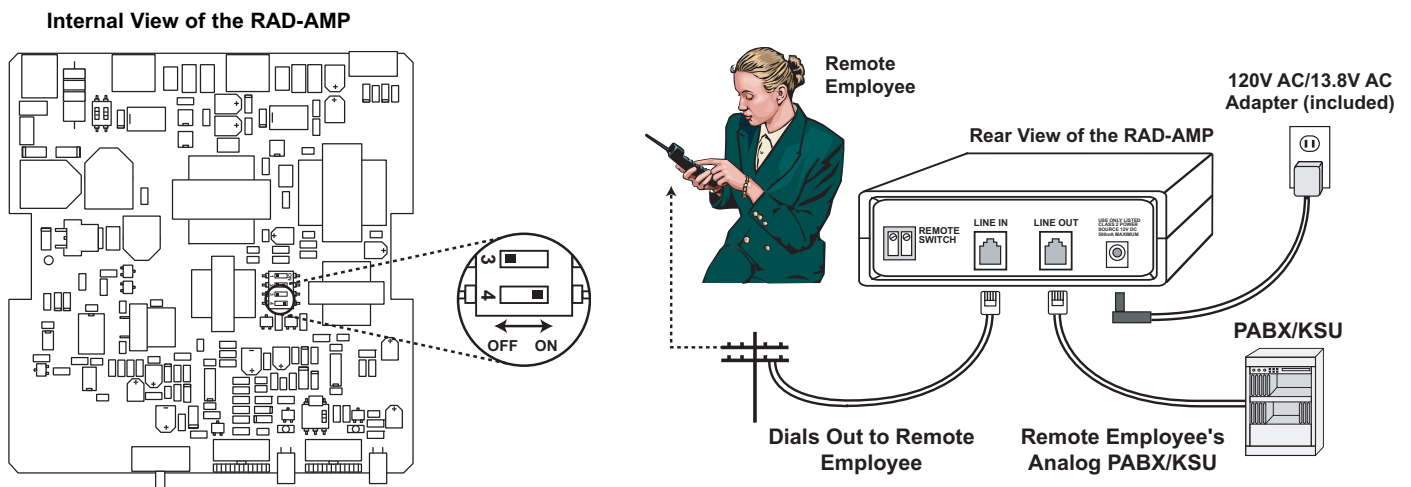 Internal View of the RAD-AMP
3
4
OFF ON
Remote
Employee
120V AC/13.8V AC
Adapter (included)
Rear View of the RAD-AMP
REMOTE
SWITCH
LINE IN
LINE OUT
USE ONLY LISTED
CLASS 2 POWER
SOURCE 12V DC
500mA MAXIMUM
PABX/KSU
Dials Out to Remote
Employee
Remote Employee's
Analog PABX/KSU